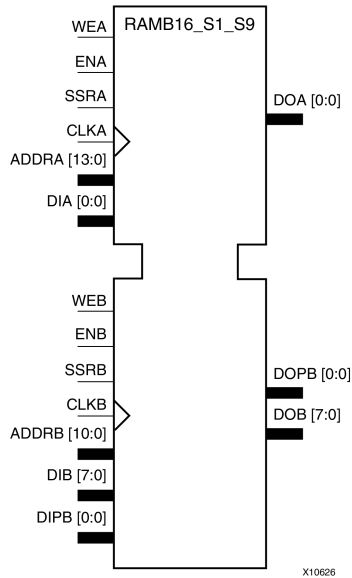 RAMB16_S1_S9
WEA
ENA
SSRA
DOA [0:0]
CLKA
ADDRA [13:0]
DIA [0:0]
WEB
ENB
SSRB
DOPB [0:0]
CLKB
DOB [7:0]
ADDRB [10:0]
DIB [7:0]
DIPB [0:0]
X10626